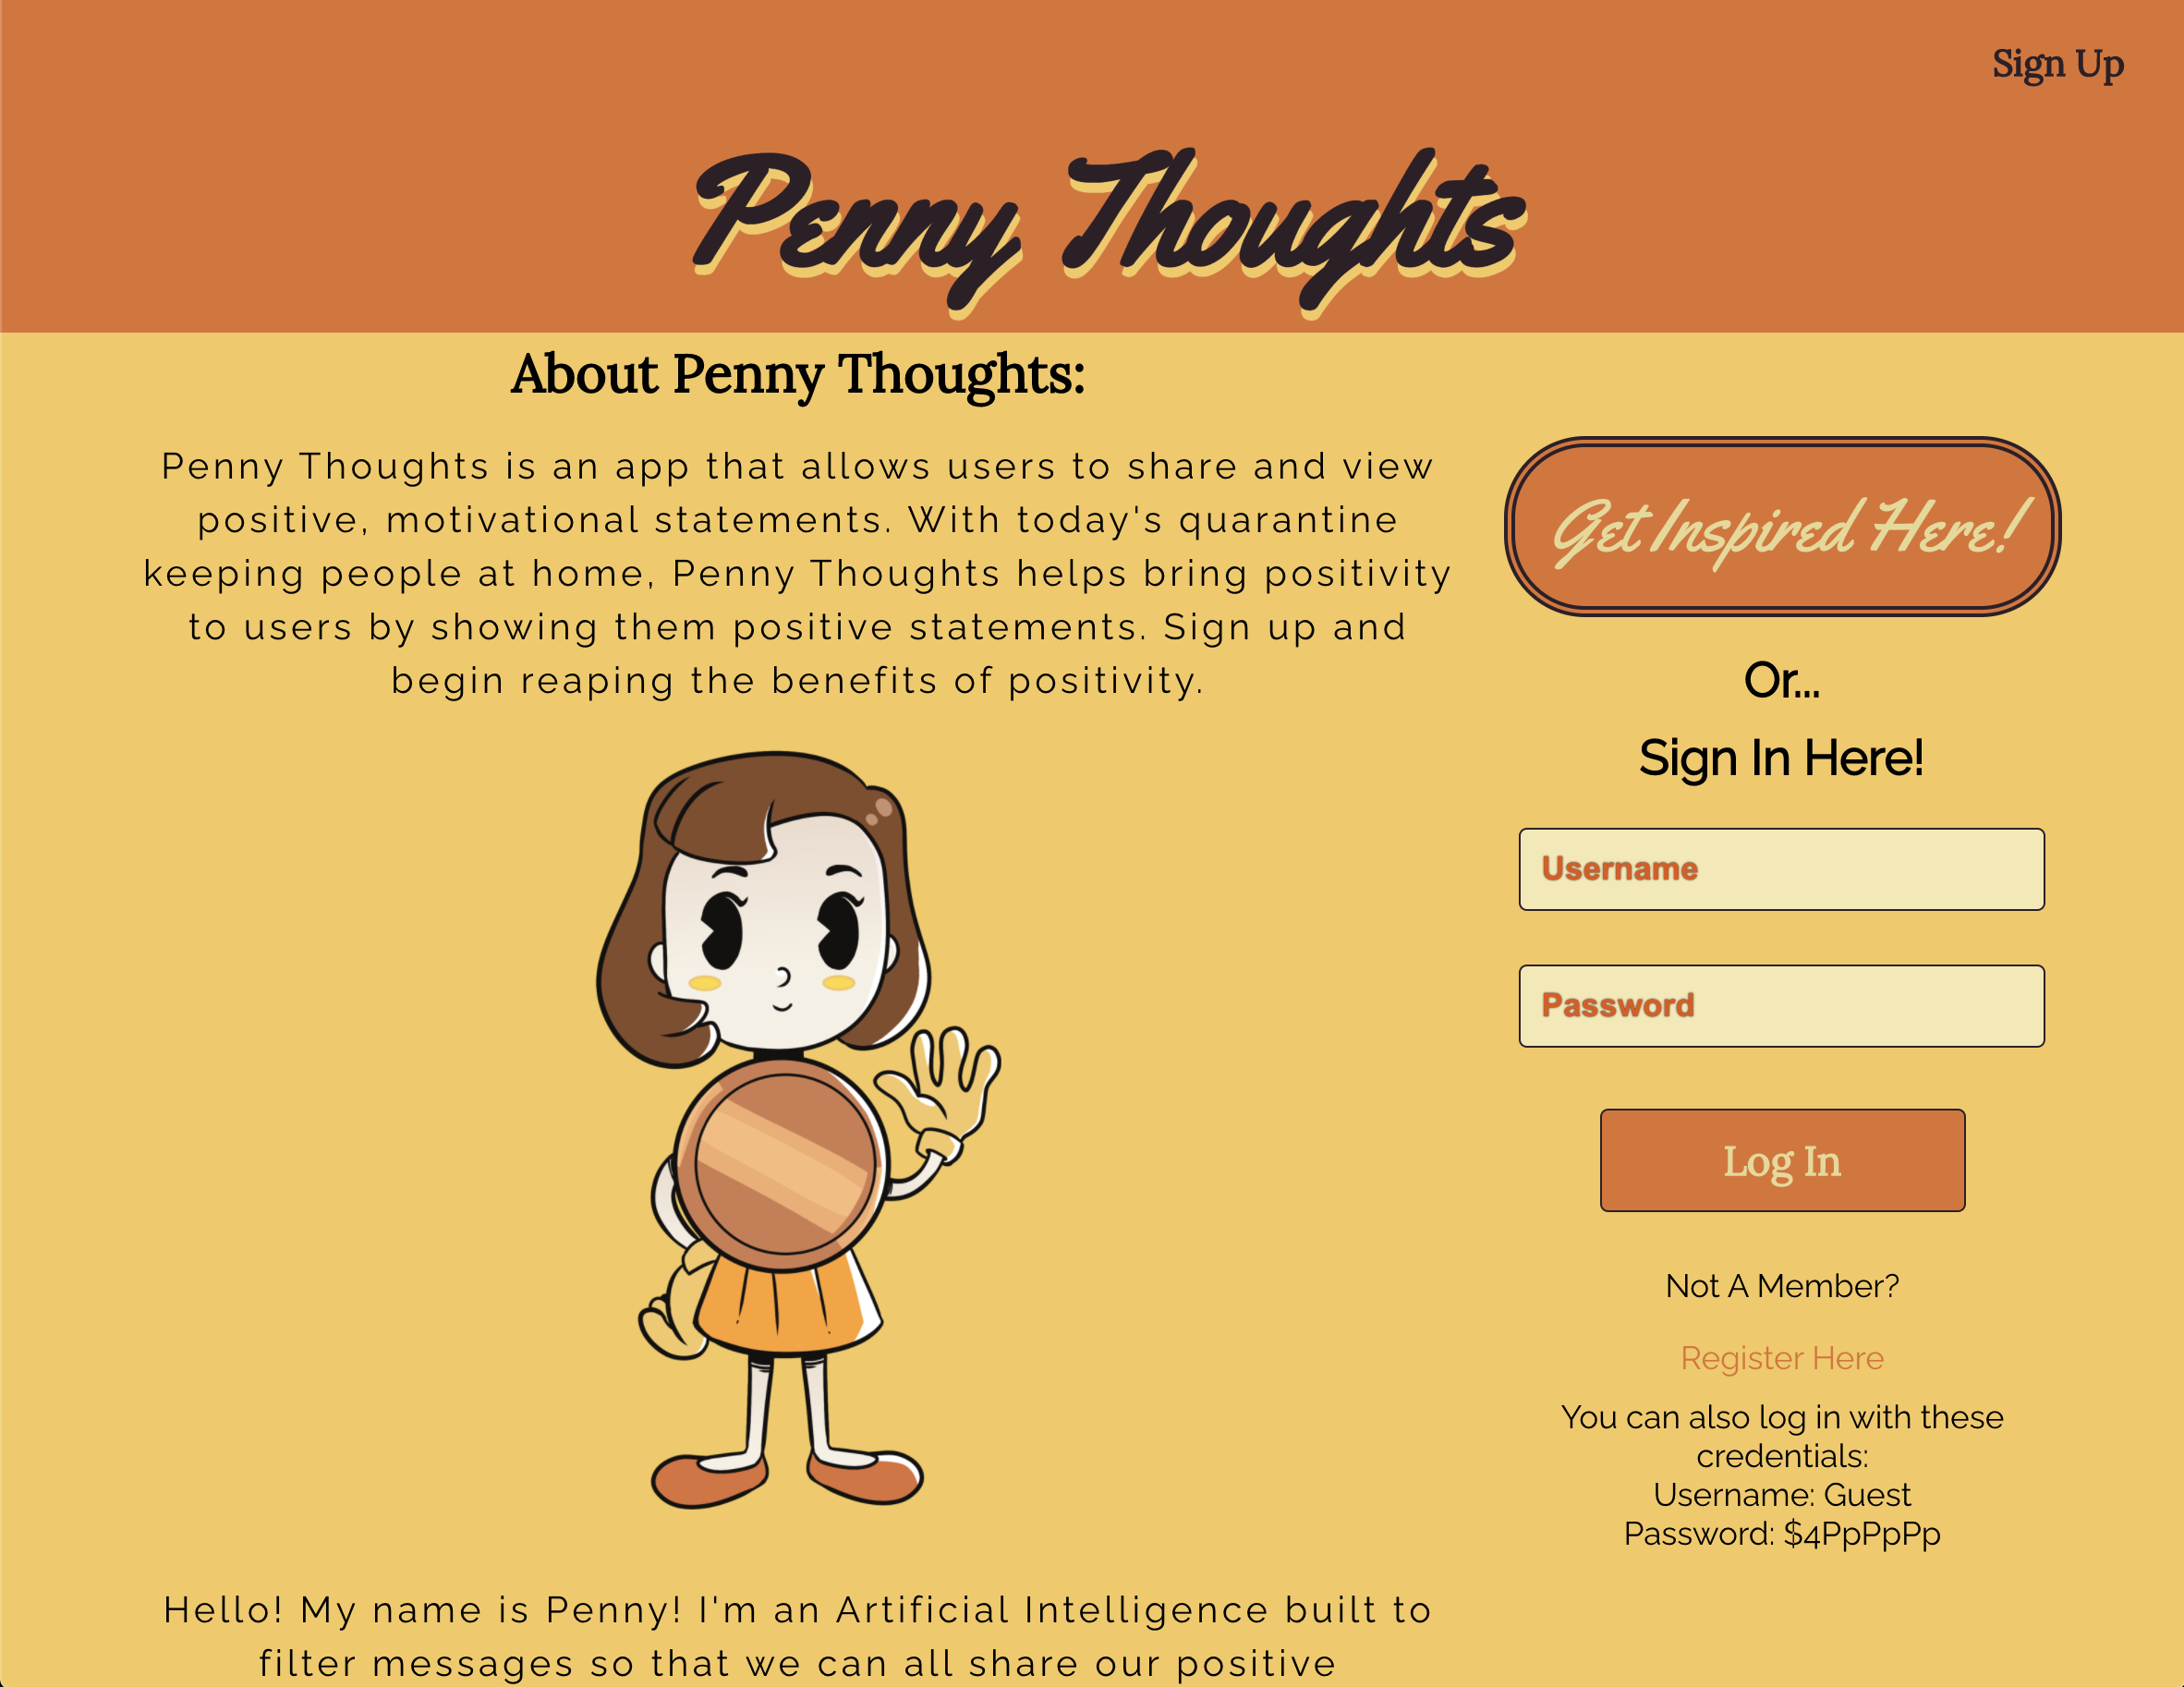 Sign Up
Penny Thoughts
About Penny Thoughts:
Penny Thoughts is an app that allows users to share and view
positive, motivational statements. With today's quarantine
keeping people at home, Penny Thoughts helps bring positivity
to users by showing them positive statements. Sign up and
begin reaping the benefits of positivity.
Hello! My name is Penny! I'm an Artificial Intelligence built to
filter messages so that we can all share our positive
Get Inspired Here!
Or...
Sign In Here!
Username
Password
Log In
Not A Member?
Register Here
You can also log in with these
credentials:
Username: Guest
Password: $4PpPpPp